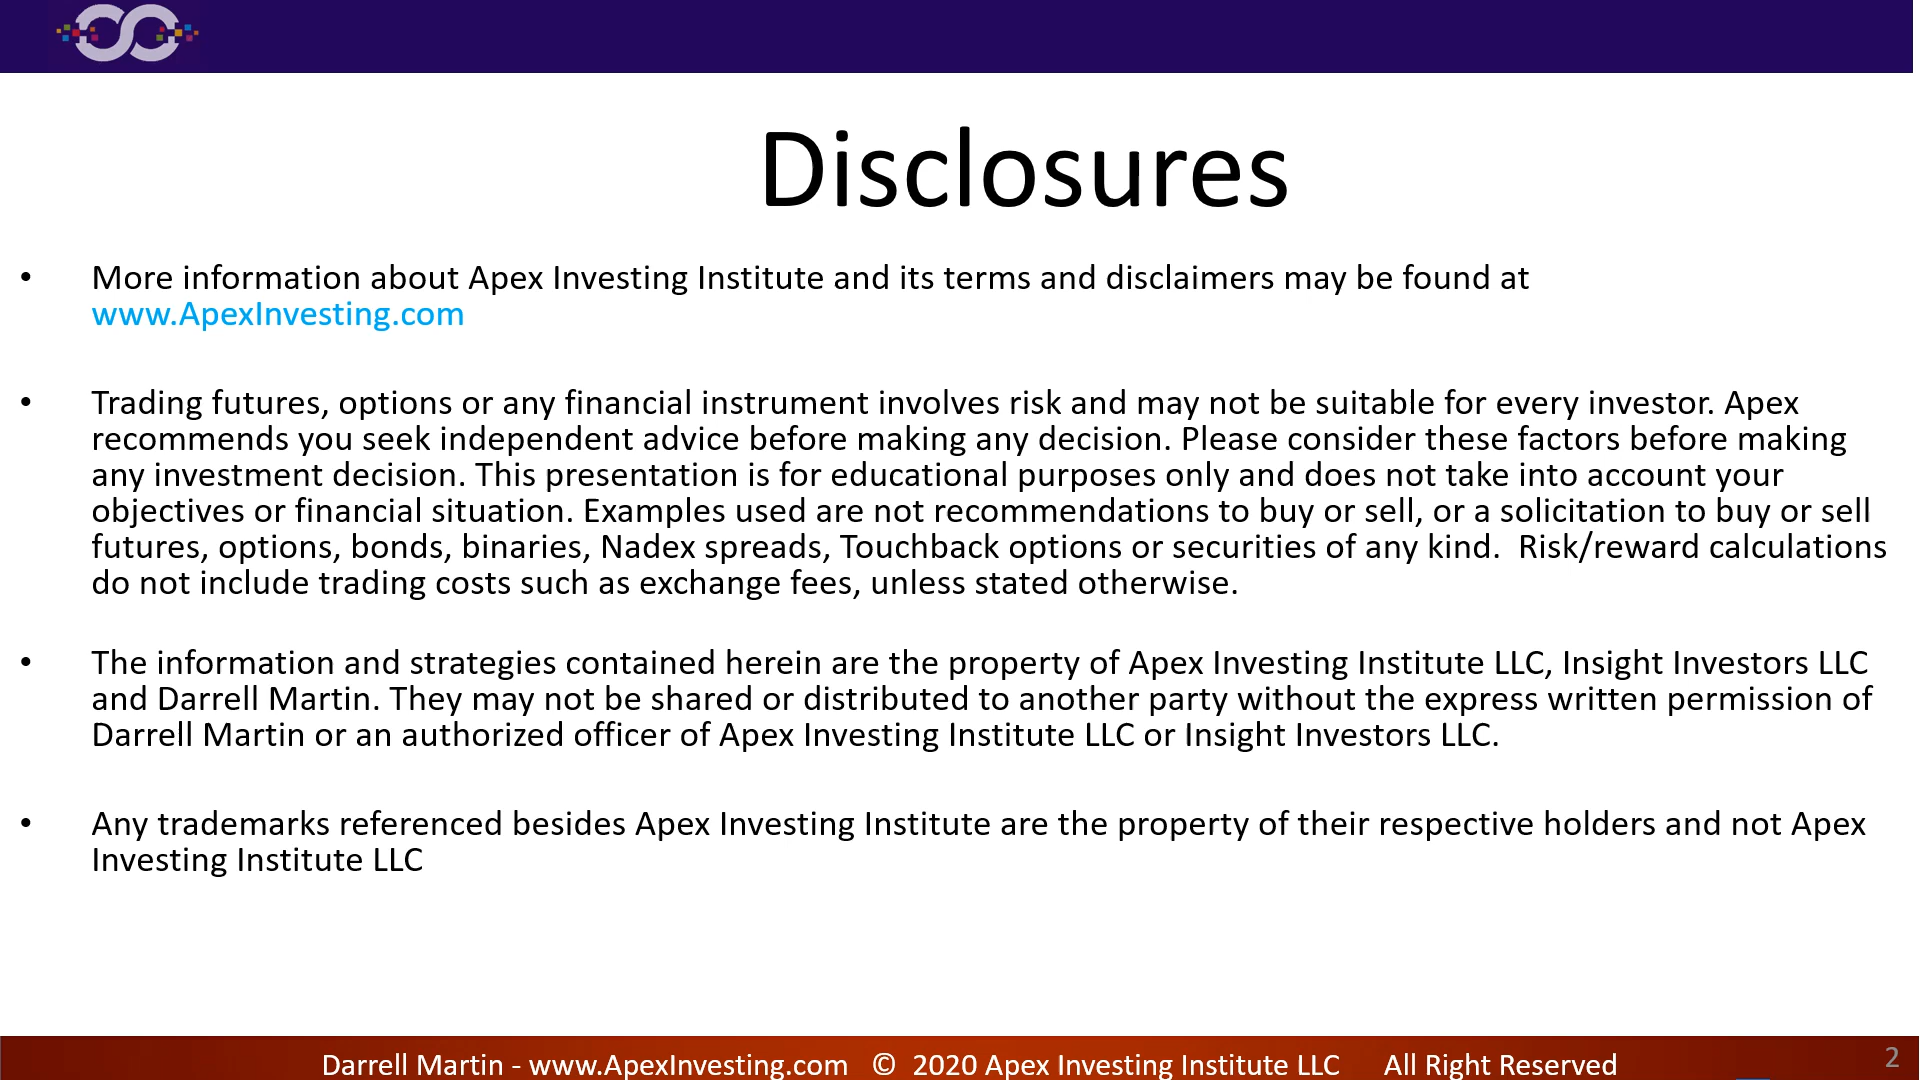 Disclosures
• More information about Apex Investing Institute and its terms and disclaimers may be found at
www.ApexInvesting.com
• Trading futures, options or any financial instrument involves risk and may not be suitable for every investor. Apex
recommends you seek independent advice before making any decision. Please consider these factors before making
any investment decision. This presentation is for educational purposes only and does not take into account your
objectives or financial situation. Examples used are not recommendations to buy or sell, or a solicitation to buy or sell
futures, options, bonds, binaries, Nadex spreads, Touchback options or securities of any kind.  Risk/reward calculations
do not include trading costs such as exchange fees, unless stated otherwise.
• The information and strategies contained herein are the property of Apex Investing Institute LLC, Insight Investors LLC
and Darrell Martin. They may not be shared or distributed to another party without the express written permission of
Darrell Martin or an authorized officer of Apex Investing Institute LLC or Insight Investors LLC.
• Any trademarks referenced besides Apex Investing Institute are the property of their respective holders and not Apex
Investing Institute LLC
Darrell Martin - www.ApexInvesting.com © 2020 Apex Investing Institute LLC All Right Reserved
2